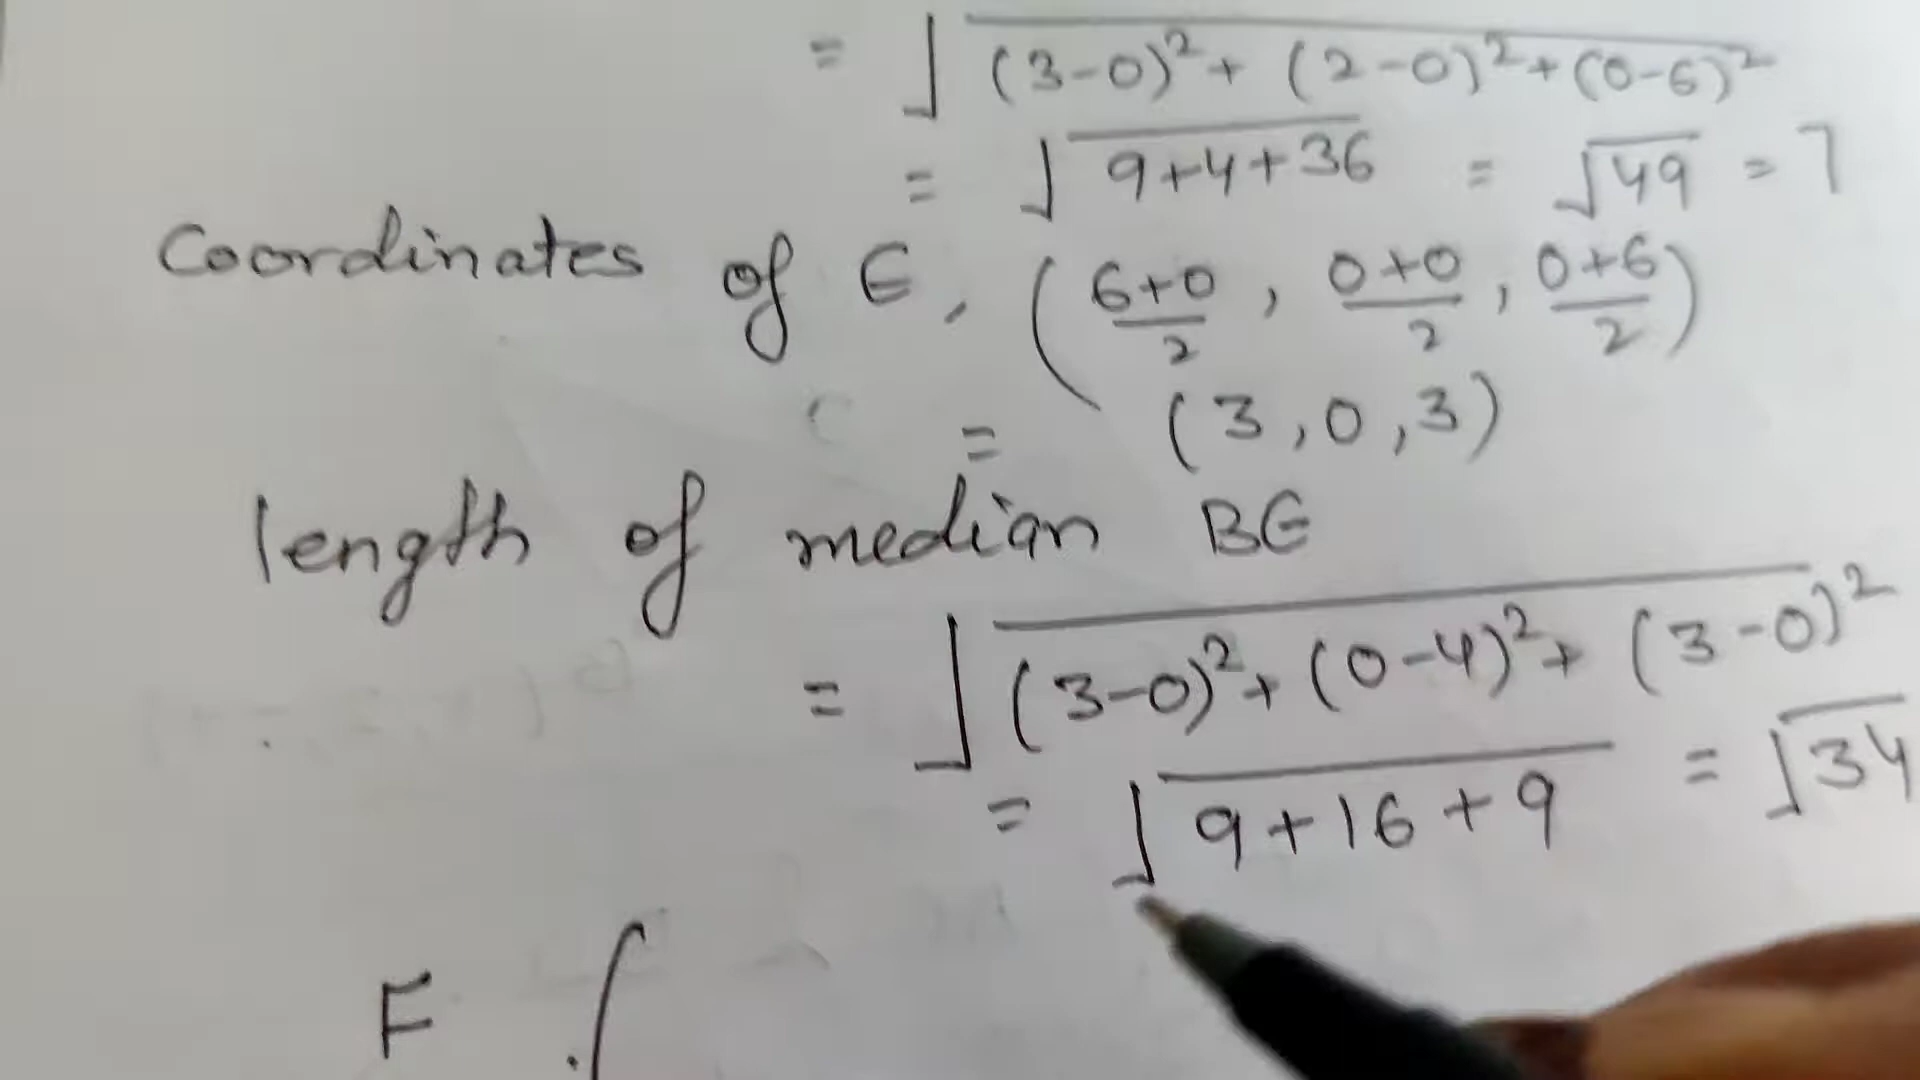 = √(3-0)² + (2-0)² + (0-6)²
= √9+4+36 = √49 = 7
Coordinates of E, (6+0/2, 0+0/2, 0+6/2)
= (3,0,3)
length of median BE
= √(3-0)² + (0-4)² + (3-0)²
= √9+16+9 = √34
F (